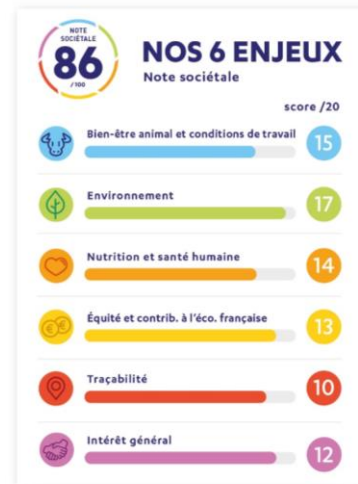 NOTE
SOCIÉTALE
86
/100
NOS 6 ENJEUX
Note sociétale
score /20
Bien-être animal et conditions de travail
15
Environnement
17
Nutrition et santé humaine
14
Équité et contrib. à l'éco. française
13
Traçabilité
10
Intérêt général
12